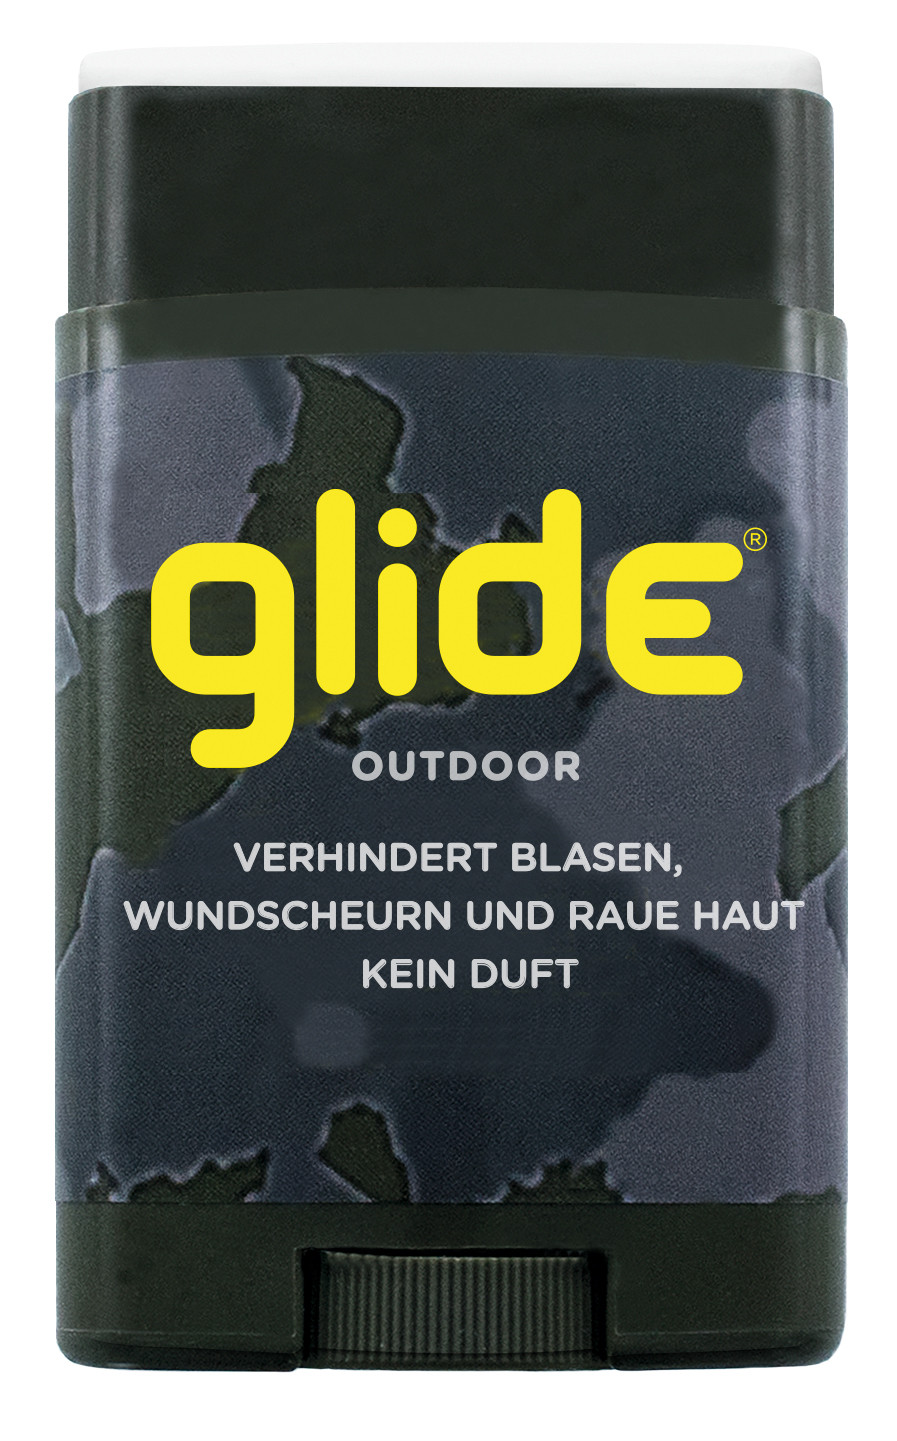 glide®
OUTDOOR
VERHINDERT BLASEN,
WUNDSCHEURN UND RAUE HAUT
KEIN DUFT